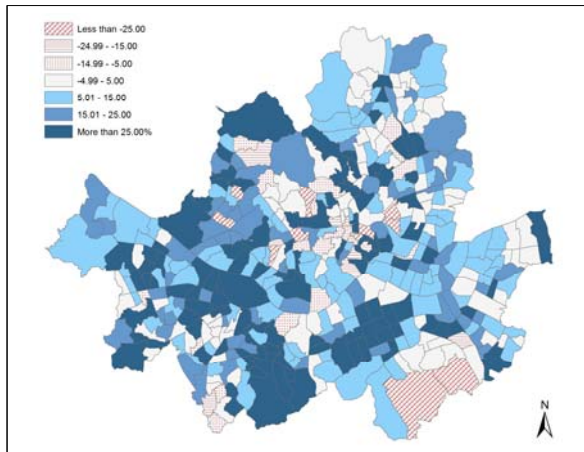 Less than -25.00
-24.99 - -15.00
-14.99 - -5.00
-4.99 - 5.00
5.01 - 15.00
15.01 - 25.00
More than 25.00%
N